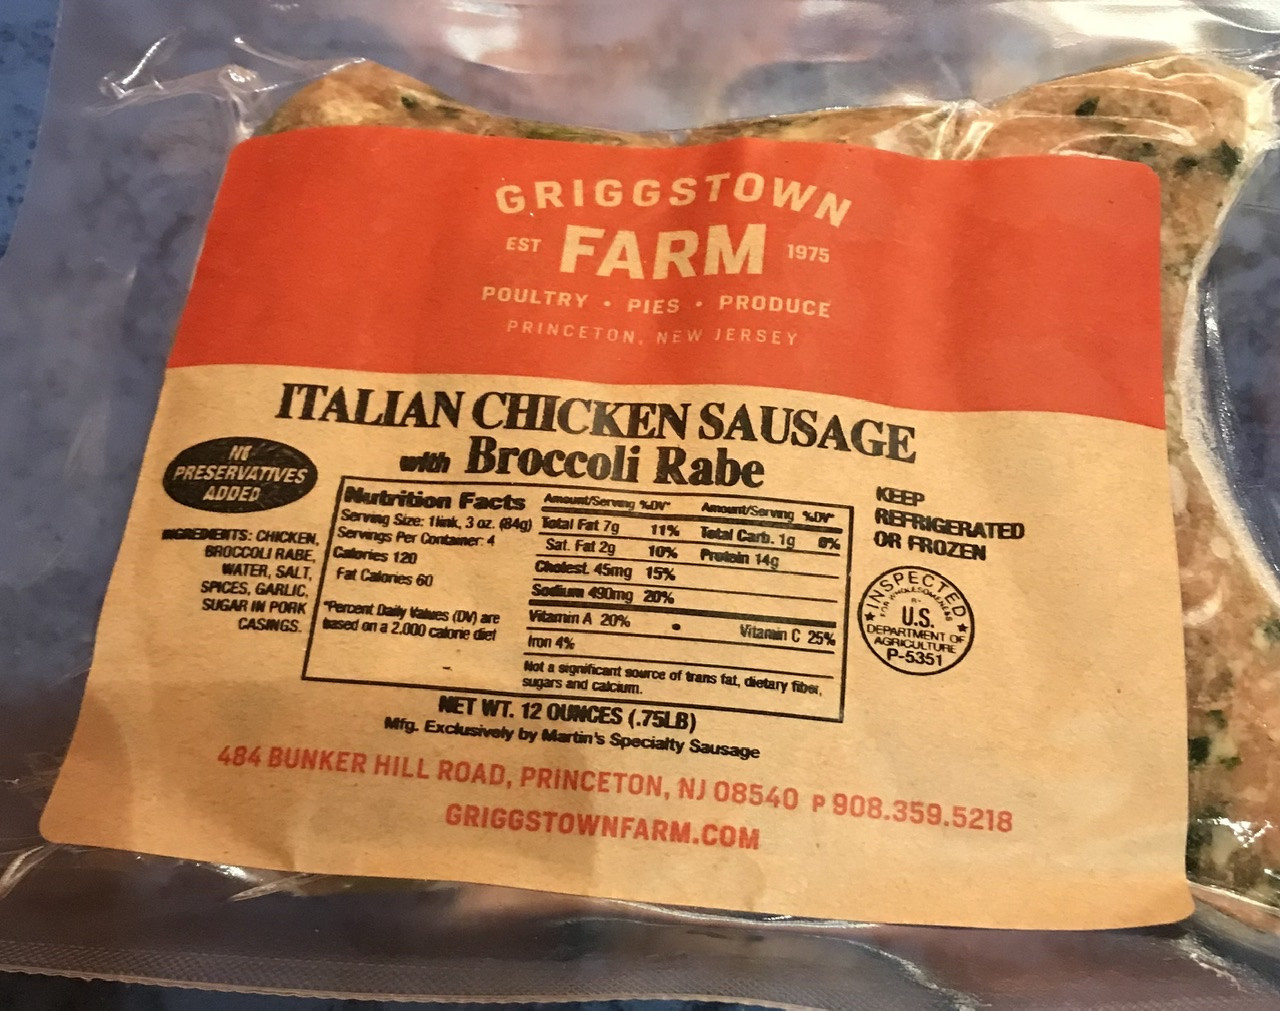 GRIGGSTOWN
EST FARM 1975
POULTRY • PIES • PRODUCE
PRINCETON, NEW JERSEY
ITALIAN CHICKEN SAUSAGE
with Broccoli Rabe
NO
PRESERVATIVES
ADDED
INGREDIENTS: CHICKEN,
BROCCOLI RABE,
WATER, SALT,
SPICES, GARLIC,
SUGAR IN PORK
CASINGS.
Nutrition Facts
Serving Size: 1 link, 3 oz. (84g)
Servings Per Container: 4
Calories 120
Fat Calories 60
*Percent Daily Values (DV) are
based on a 2,000 calorie diet
Amount/Serving %DV*
Total Fat 7g 11%
Sat. Fat 2g 10%
Cholest. 45mg 15%
Sodium 490mg 20%
Amount/Serving %DV*
Total Carb. 1g 0%
Protein 14g
Vitamin A 20% • Vitamin C 25%
Iron 4%
Not a significant source of trans fat, dietary fiber,
sugars and calcium.
KEEP
REFRIGERATED
OR FROZEN
INSPECTED
FOR WHOLESOMENESS
BY
U.S.
DEPARTMENT OF
AGRICULTURE
P-5351
NET WT. 12 OUNCES (.75LB)
Mfg. Exclusively by Martin's Specialty Sausage
484 BUNKER HILL ROAD, PRINCETON, NJ 08540 P 908.359.5218
GRIGGSTOWNFARM.COM